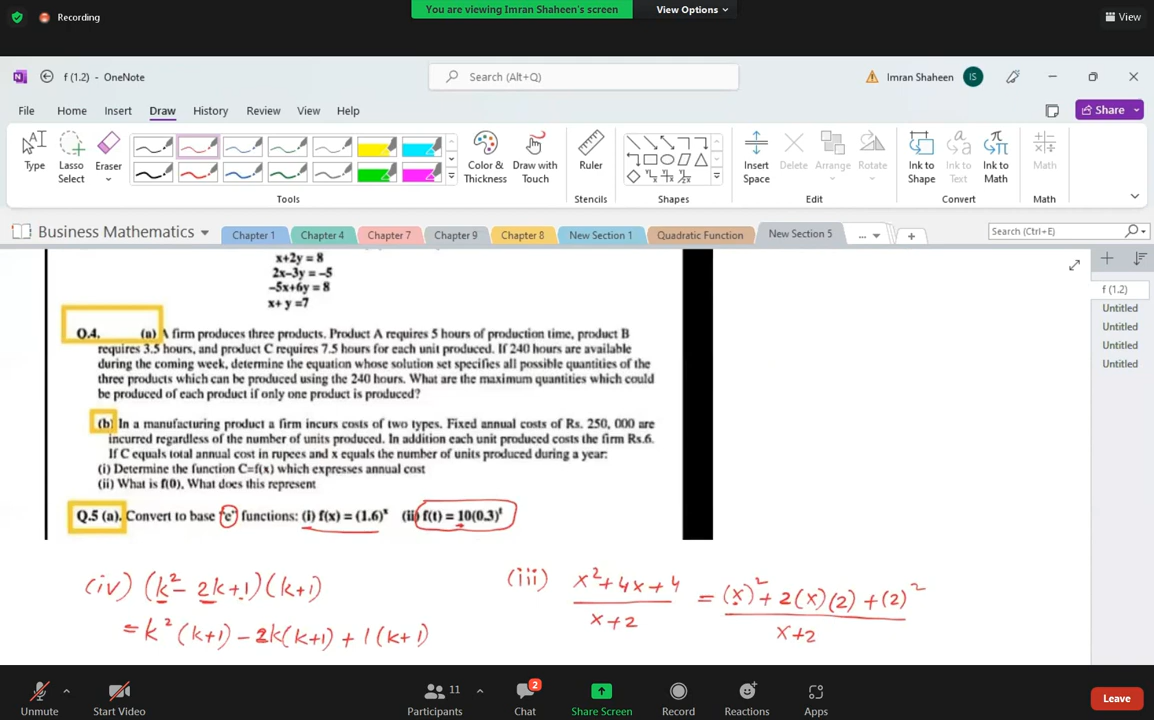 You are viewing Imran Shaheen's screen
View Options
Recording
View
f (1.2) - OneNote
Search (Alt+Q)
Imran Shaheen
IS
File Home Insert Draw History Review View Help
Share
Type
Lasso Select
Eraser
Color & Thickness
Draw with Touch
Ruler
Insert Space
Delete
Arrange
Rotate
Ink to Shape
Ink to Text
Ink to Math
Math
Tools
Stencils
Shapes
Edit
Convert
Math
Business Mathematics
Chapter 1
Chapter 4
Chapter 7
Chapter 9
Chapter 8
New Section 1
Quadratic Function
New Section 5
...
Search (Ctrl+E)
f (1.2)
Untitled
Untitled
Untitled
Untitled
x+2y = 8
2x-3y = -5
-5x+6y = 8
x+ y =7
Q.4. (a) A firm produces three products. Product A requires 5 hours of production time, product B
requires 3.5 hours, and product C requires 7.5 hours for each unit produced. If 240 hours are available
during the coming week, determine the equation whose solution set specifies all possible quantities of the
three products which can be produced using the 240 hours. What are the maximum quantities which could
be produced of each product if only one product is produced?
(b) In a manufacturing product a firm incurs costs of two types. Fixed annual costs of Rs. 250, 000 are
incurred regardless of the number of units produced. In addition each unit produced costs the firm Rs.6.
If C equals total annual cost in rupees and x equals the number of units produced during a year:
(i) Determine the function C=f(x) which expresses annual cost
(ii) What is f(0), What does this represent
Q.5 (a). Convert to base "e" functions: (i) f(x) = (1.6)ˣ (ii) f(t) = 10(0.3)ᵗ
(iv) (k² - 2k+1)(k+1)
= k²(k+1) - 2k(k+1) + 1(k+1)
(iii) x²+4x+4 / x+2 = (x)²+ 2(x)(2) +(2)² / x+2
Unmute
Start Video
11
Participants
2
Chat
Share Screen
Record
Reactions
Apps
Leave